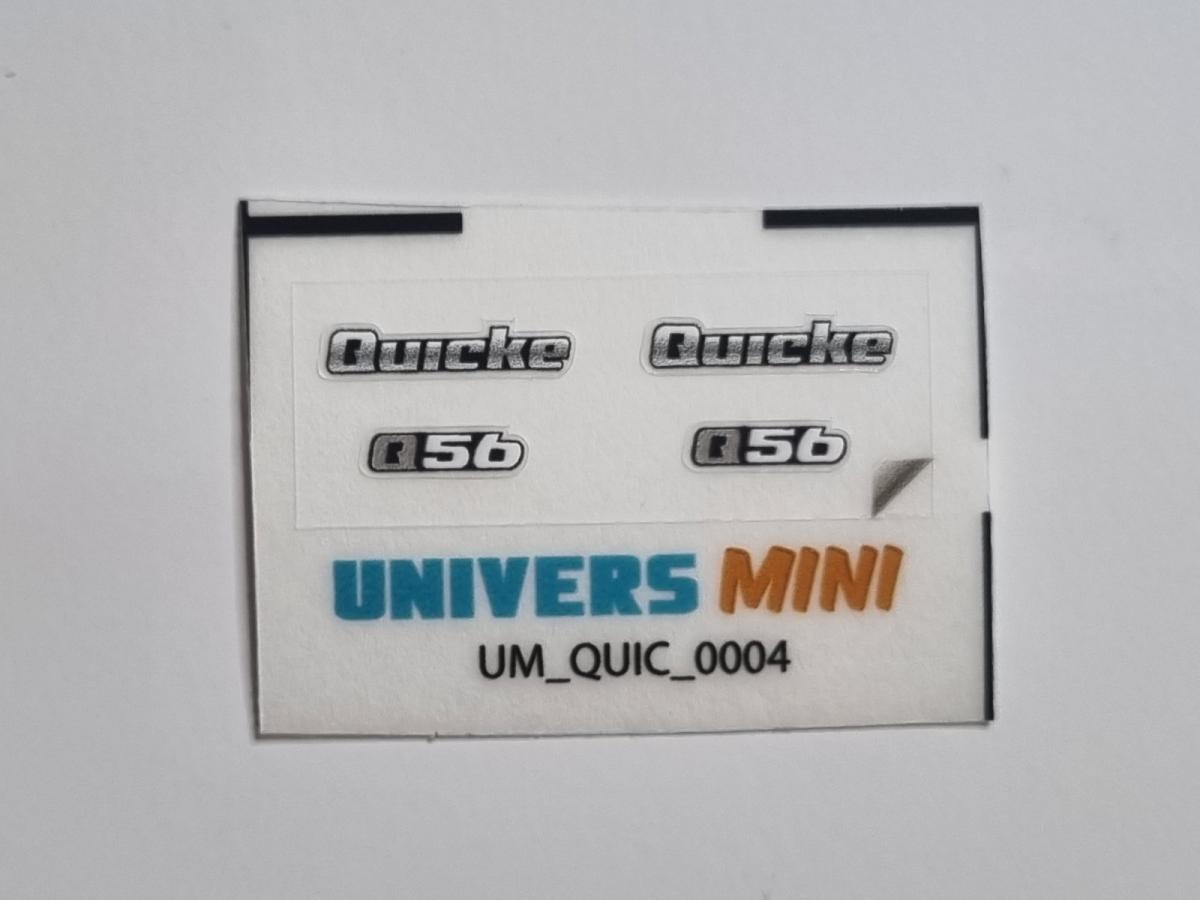 Quicke Quicke
Q56 Q56
UNIVERS MINI
UM_QUIC_0004